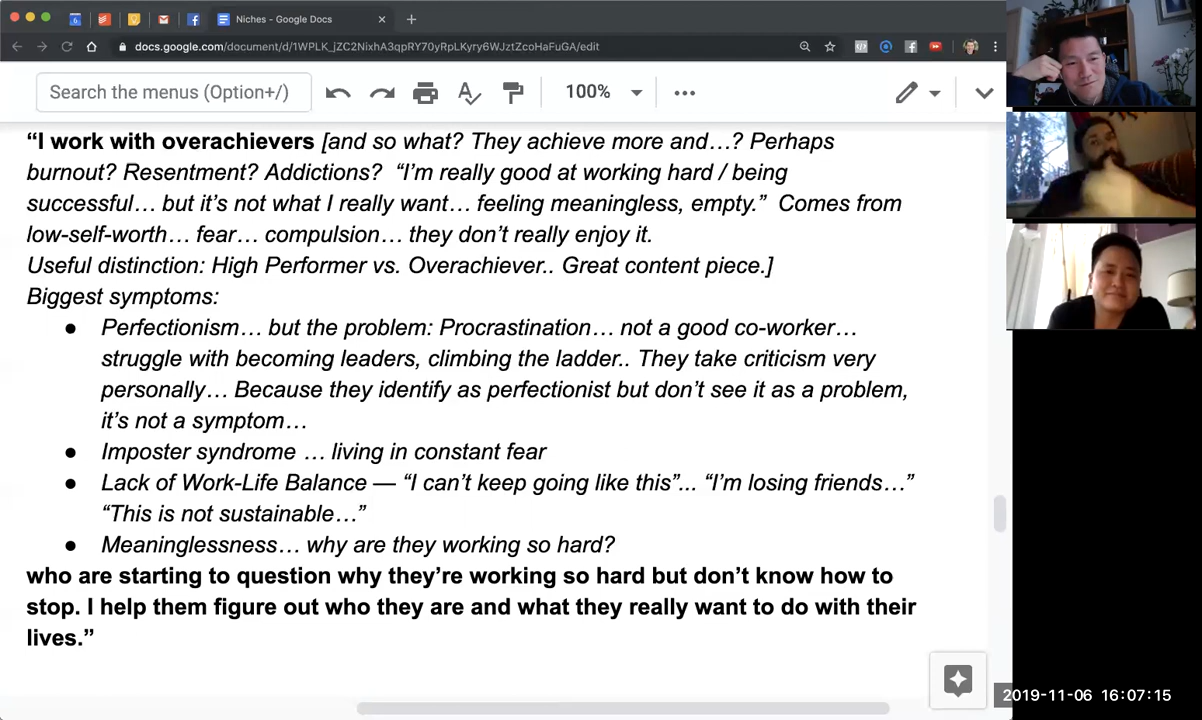 Niches - Google Docs
docs.google.com/document/d/1WPLK_jZC2NixhA3qpRY70yRpLKyry6WJztZcoHaFuGA/edit
Search the menus (Option+/)
100%
“I work with overachievers [and so what? They achieve more and…? Perhaps
burnout? Resentment? Addictions?  “I’m really good at working hard / being
successful… but it’s not what I really want… feeling meaningless, empty.”  Comes from
low-self-worth… fear… compulsion… they don’t really enjoy it.
Useful distinction: High Performer vs. Overachiever.. Great content piece.]
Biggest symptoms:
● Perfectionism… but the problem: Procrastination… not a good co-worker…
struggle with becoming leaders, climbing the ladder.. They take criticism very
personally… Because they identify as perfectionist but don’t see it as a problem,
it’s not a symptom…
● Imposter syndrome … living in constant fear
● Lack of Work-Life Balance — “I can’t keep going like this”... “I’m losing friends…”
“This is not sustainable…”
● Meaninglessness… why are they working so hard?
who are starting to question why they’re working so hard but don’t know how to
stop. I help them figure out who they are and what they really want to do with their
lives.”
2019-11-06 16:07:15